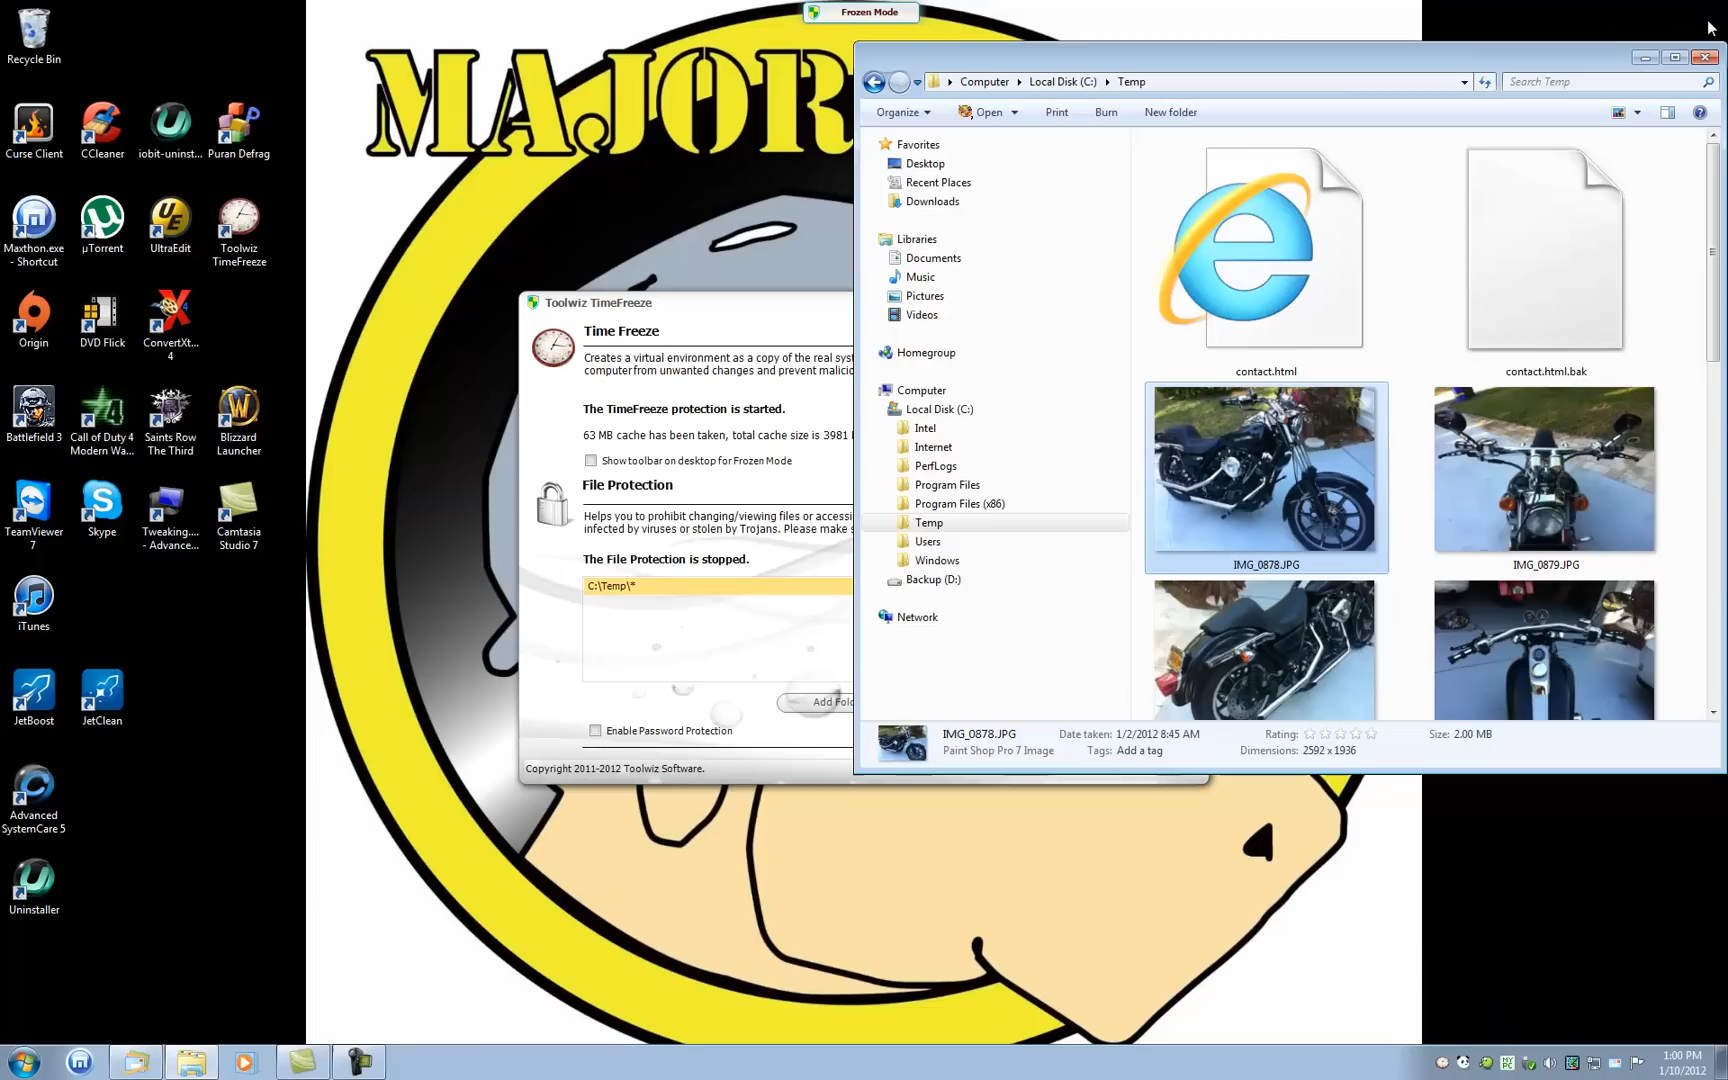 Frozen Mode
MAJOR
Recycle Bin
Curse Client
CCleaner
iobit-uninst...
Puran Defrag
Maxthon.exe
- Shortcut
µTorrent
UltraEdit
Toolwiz
TimeFreeze
Origin
DVD Flick
ConvertXt...
4
Battlefield 3
Call of Duty 4
Modern Wa...
Saints Row
The Third
Blizzard
Launcher
TeamViewer
7
Skype
Tweaking....
- Advance...
Camtasia
Studio 7
iTunes
JetBoost
JetClean
Advanced
SystemCare 5
Uninstaller
Toolwiz TimeFreeze
Time Freeze
Creates a virtual environment as a copy of the real sys
computer from unwanted changes and prevent malici
The TimeFreeze protection is started.
63 MB cache has been taken, total cache size is 3981
Show toolbar on desktop for Frozen Mode
File Protection
Helps you to prohibit changing/viewing files or accessi
infected by viruses or stolen by Trojans. Please make s
The File Protection is stopped.
C:\Temp\*
Add Fol
Enable Password Protection
Copyright 2011-2012 Toolwiz Software.
Computer
Local Disk (C:)
Temp
Search Temp
Organize
Open
Print
Burn
New folder
Favorites
Desktop
Recent Places
Downloads
Libraries
Documents
Music
Pictures
Videos
Homegroup
Computer
Local Disk (C:)
Intel
Internet
PerfLogs
Program Files
Program Files (x86)
Temp
Users
Windows
Backup (D:)
Network
contact.html
contact.html.bak
IMG_0878.JPG
IMG_0879.JPG
IMG_0878.JPG
Date taken: 1/2/2012 8:45 AM
Rating:
Size: 2.00 MB
Paint Shop Pro 7 Image
Tags: Add a tag
Dimensions: 2592 x 1936
1:00 PM
1/10/2012